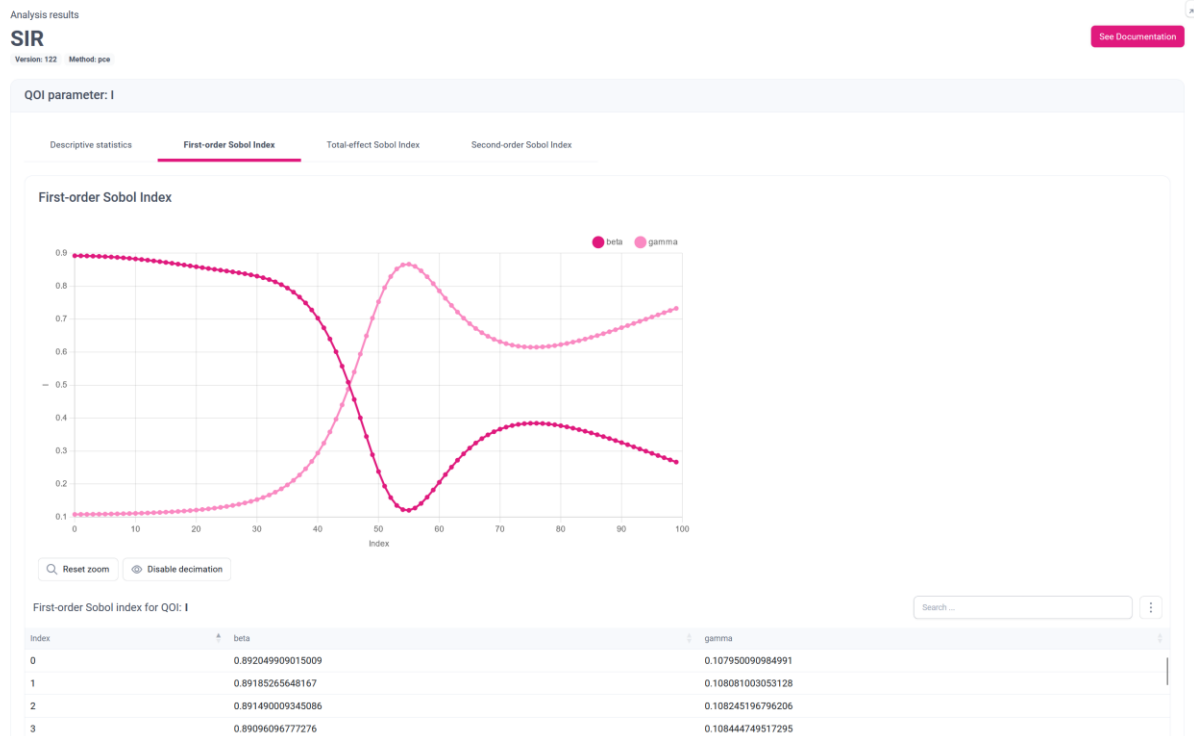 Analysis results
SIR
See Documentation
Version: 122 Method: pce
QOI parameter: I
Descriptive statistics First-order Sobol Index Total-effect Sobol Index Second-order Sobol Index
First-order Sobol Index
beta gamma
0.9
0.8
0.7
0.6
0.5
0.4
0.3
0.2
0.1
I
0 10 20 30 40 50 60 70 80 90 100
Index
Reset zoom Disable decimation
First-order Sobol index for QOI: I
Search ...
Index beta gamma
0 0.892049909015009 0.107950090984991
1 0.89185265648167 0.108081003053128
2 0.891490009345086 0.108245196796206
3 0.89096096777276 0.108444749517295